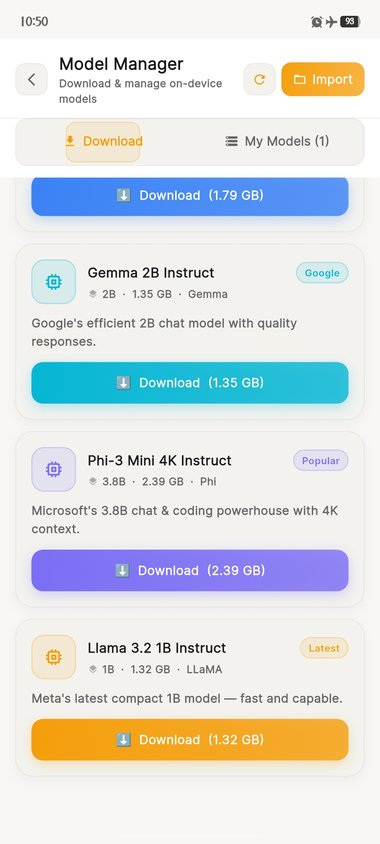 10:50
93
Model Manager
Download & manage on-device
models
Import
Download
My Models (1)
Download (1.79 GB)
Gemma 2B Instruct
Google
2B · 1.35 GB · Gemma
Google's efficient 2B chat model with quality
responses.
Download (1.35 GB)
Phi-3 Mini 4K Instruct
Popular
3.8B · 2.39 GB · Phi
Microsoft's 3.8B chat & coding powerhouse with 4K
context.
Download (2.39 GB)
Llama 3.2 1B Instruct
Latest
1B · 1.32 GB · LLaMA
Meta's latest compact 1B model — fast and capable.
Download (1.32 GB)